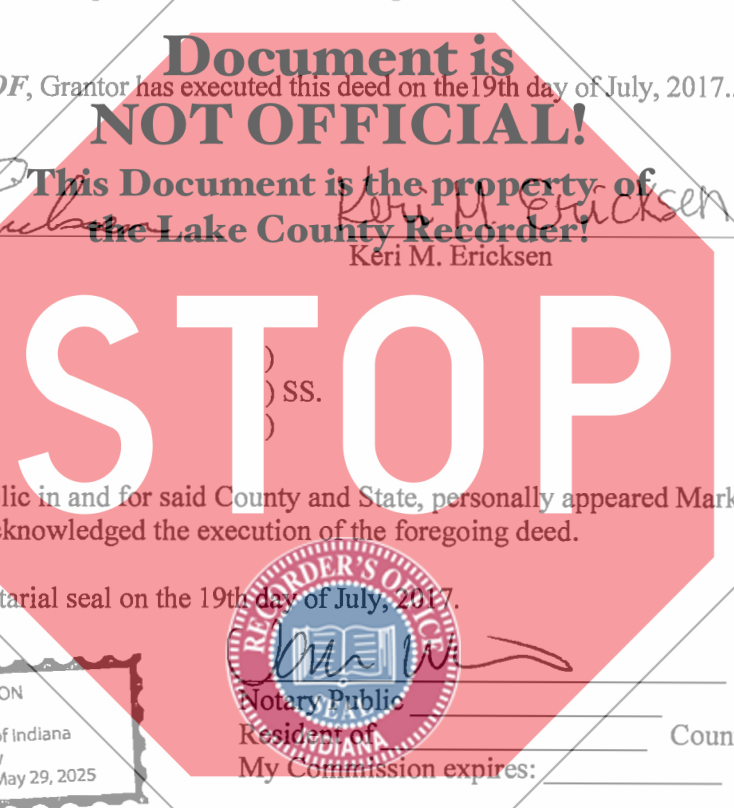 Document is
OF, Grantor has executed this deed on the19th day of July, 2017..
NOT OFFICIAL!
This Document is the property of
Keri M. Ericksen
the Lake County Recorder!
Keri M. Ericksen
STOP
)
) SS.
)
lic in and for said County and State, personally appeared Mark
cknowledged the execution of the foregoing deed.
tarial seal on the 19th day of July, 2017.
RECORDER'S OFFICE
SEAL
INDIANA
Notary Public
Resident of Coun
My Commission expires:
ON
of Indiana
y
May 29, 2025